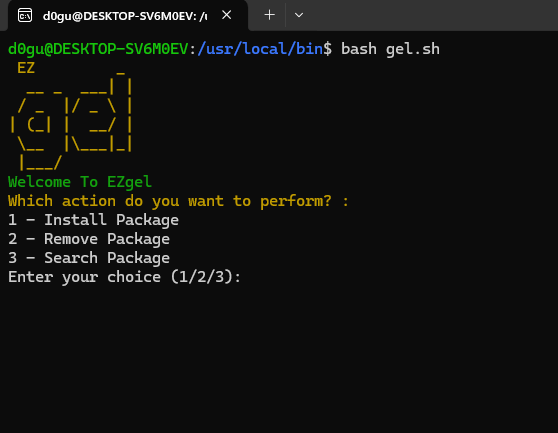 d0gu@DESKTOP-SV6M0EV: /u
d0gu@DESKTOP-SV6M0EV:/usr/local/bin$ bash gel.sh
EZ
gel
Welcome To EZgel
Which action do you want to perform? :
1 - Install Package
2 - Remove Package
3 - Search Package
Enter your choice (1/2/3):